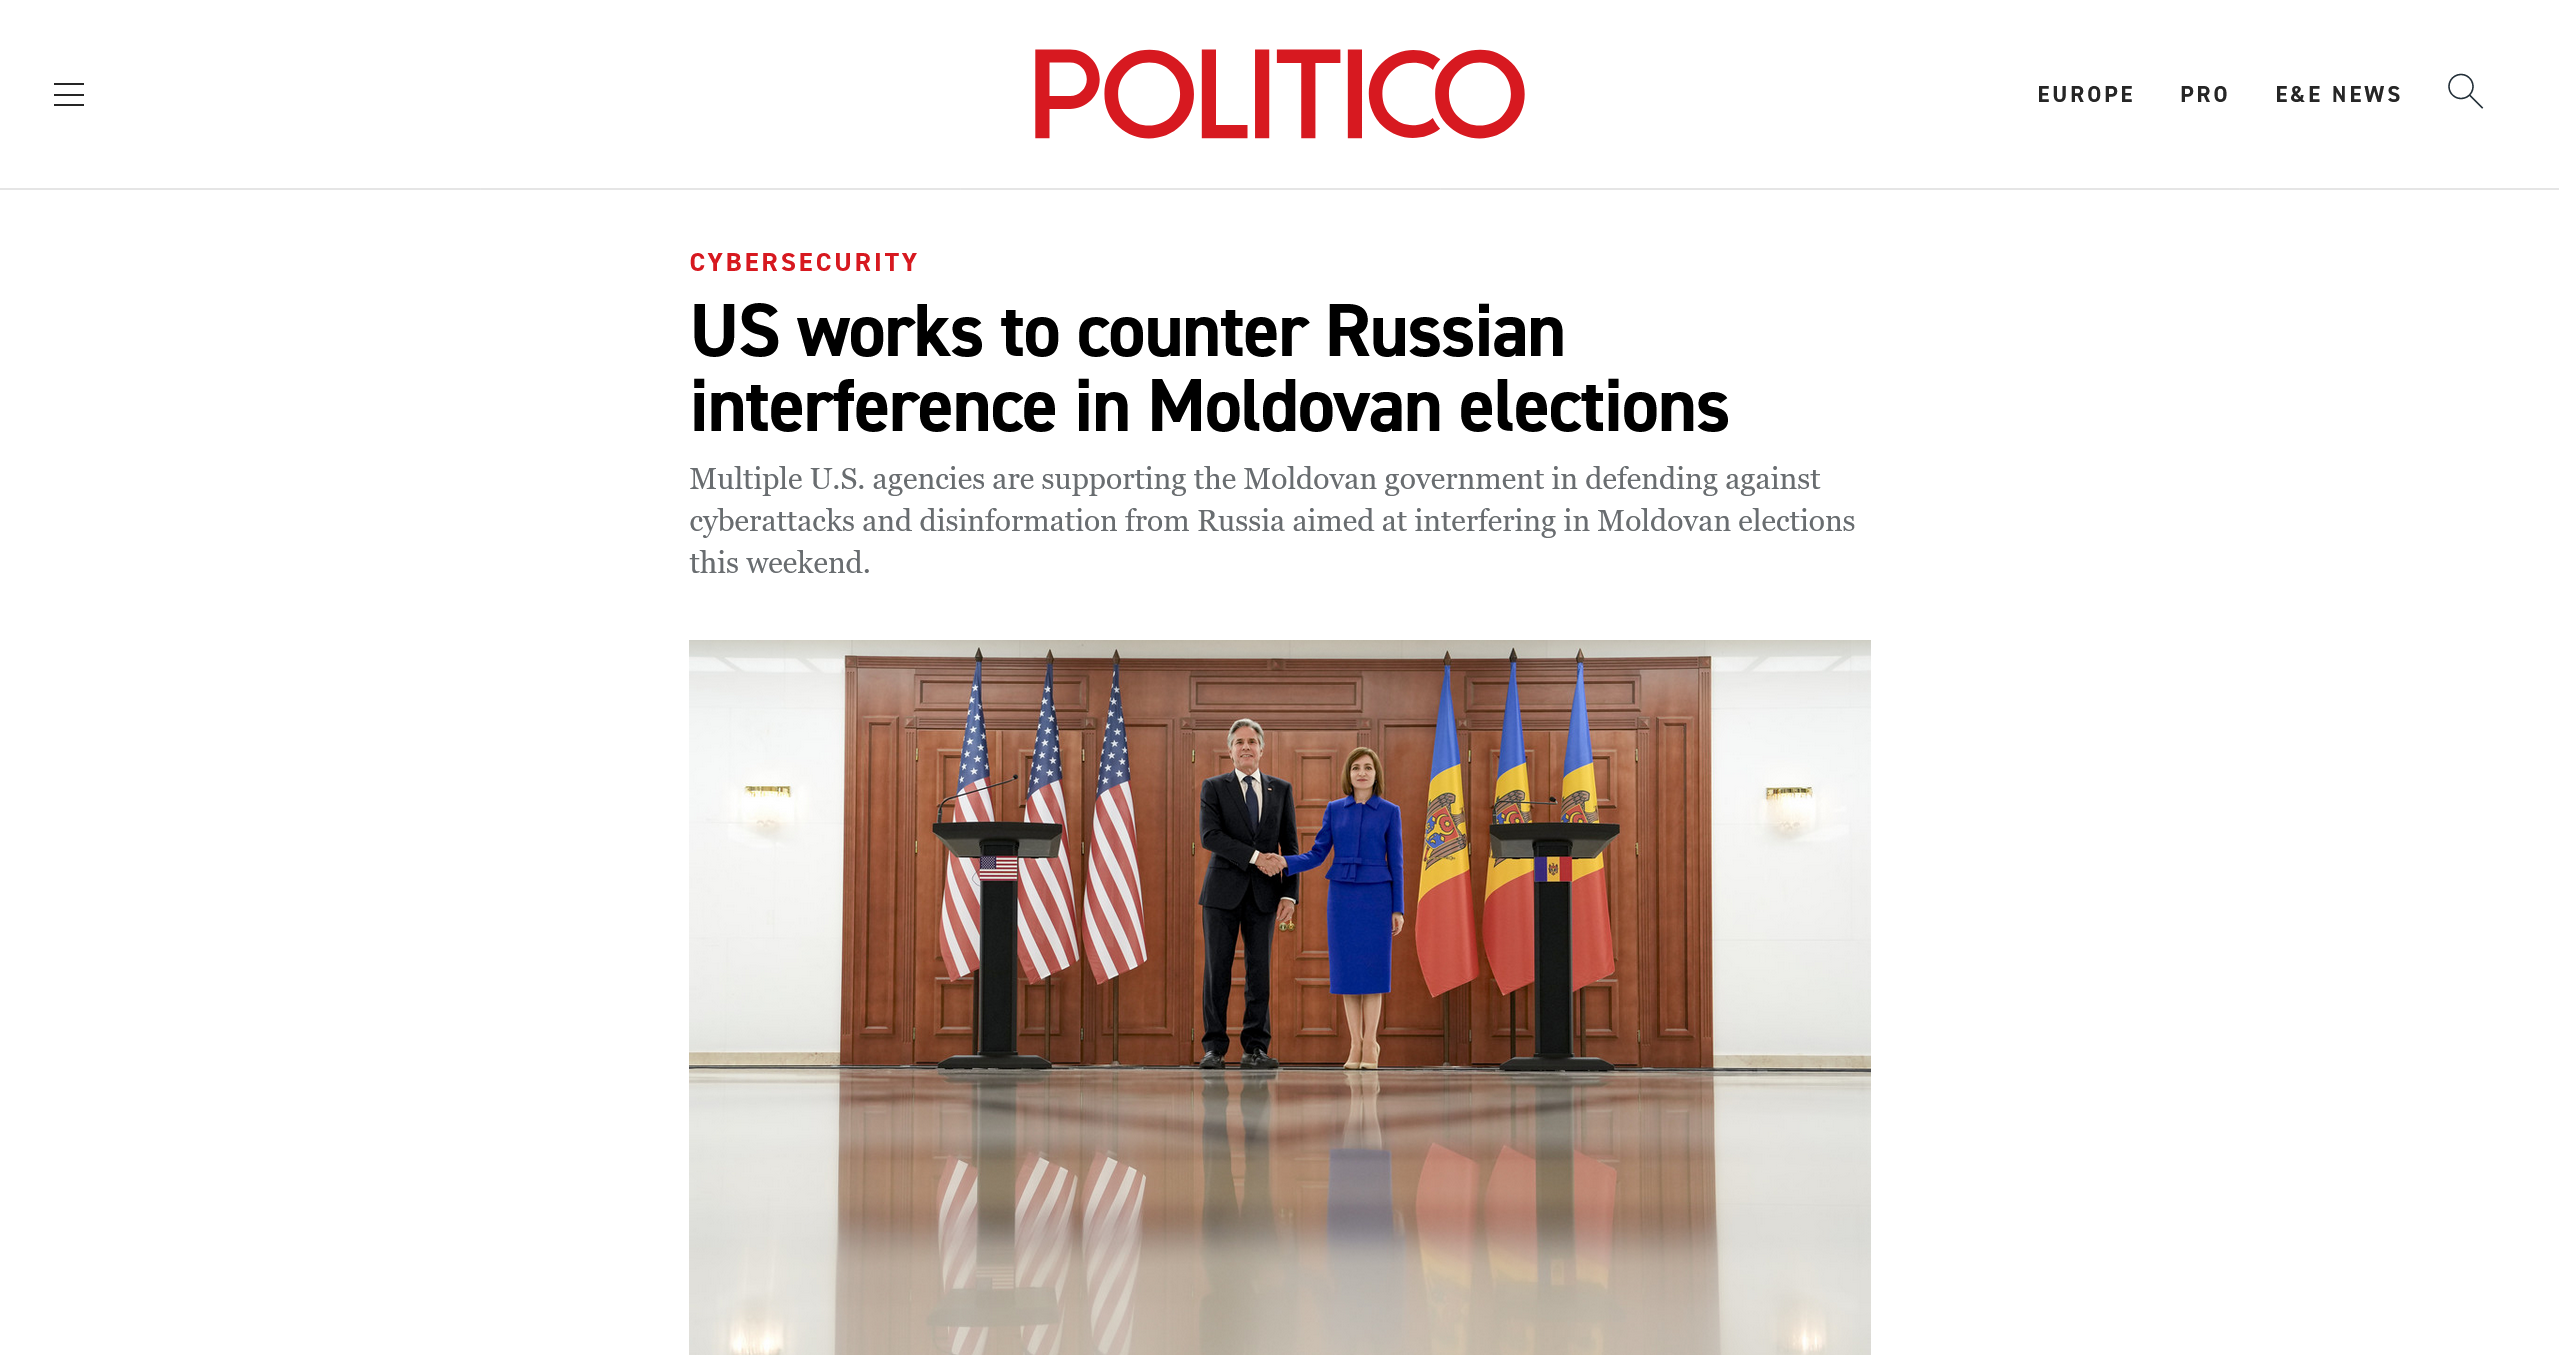 POLITICO
EUROPE PRO E&E NEWS
CYBERSECURITY
US works to counter Russian
interference in Moldovan elections
Multiple U.S. agencies are supporting the Moldovan government in defending against
cyberattacks and disinformation from Russia aimed at interfering in Moldovan elections
this weekend.